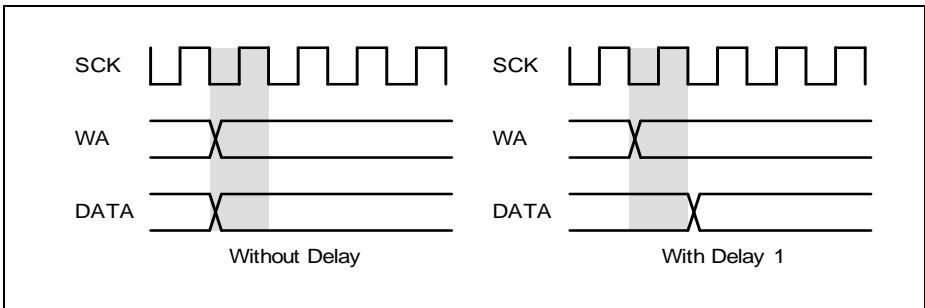 SCK
WA
DATA
Without Delay
SCK
WA
DATA
With Delay 1